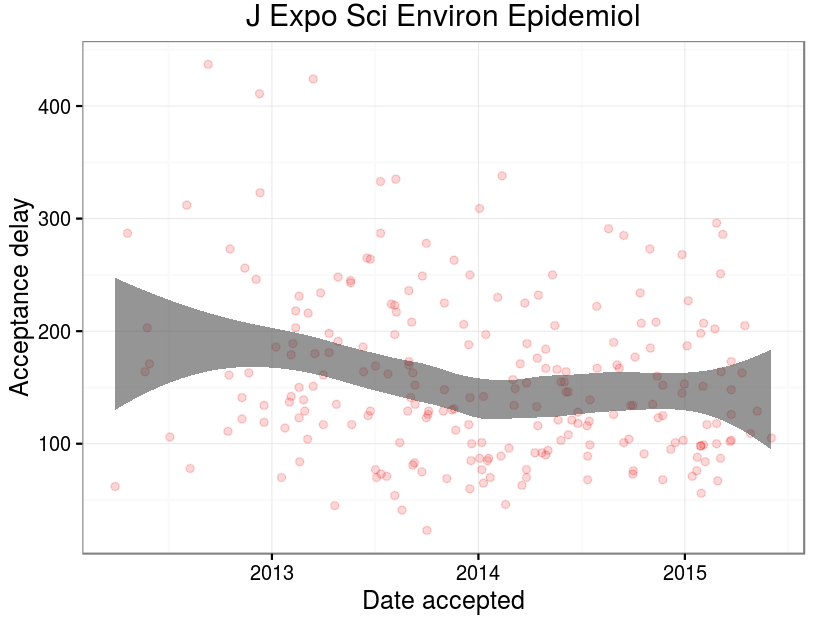 J Expo Sci Environ Epidemiol
Acceptance delay
400
300
200
100
2013 2014 2015
Date accepted